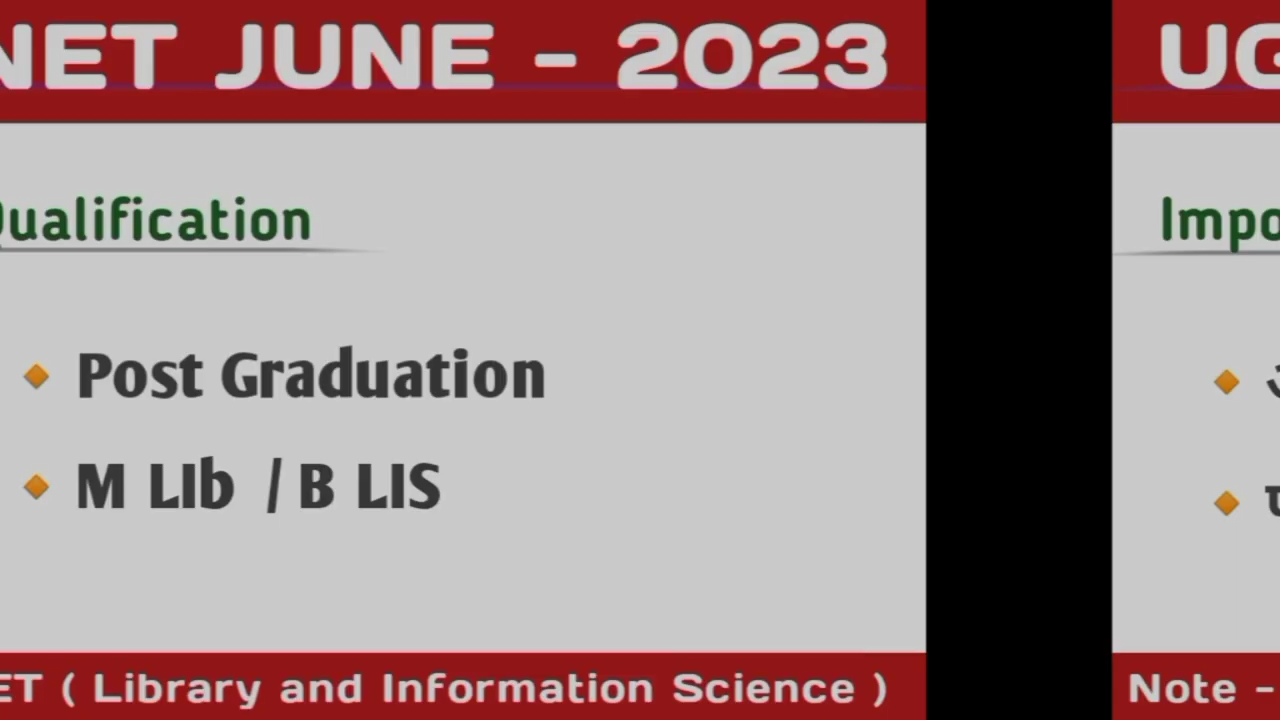 NET JUNE - 2023
Qualification
Post Graduation
M LIb / B LIS
ET ( Library and Information Science )
UG
Impo
Note -